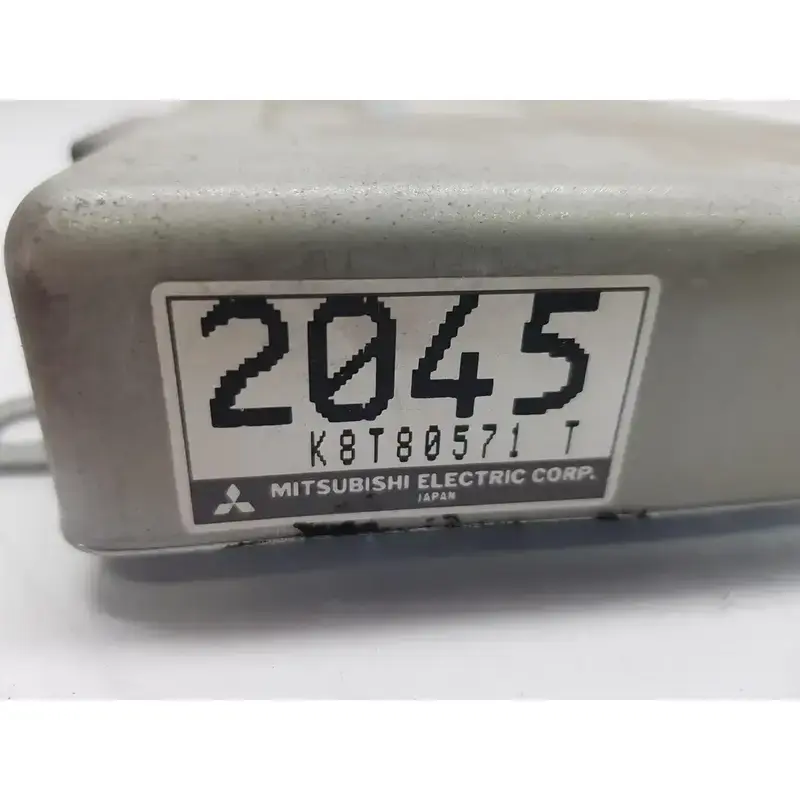 2045
K8T80571 T
MITSUBISHI ELECTRIC CORP.
JAPAN